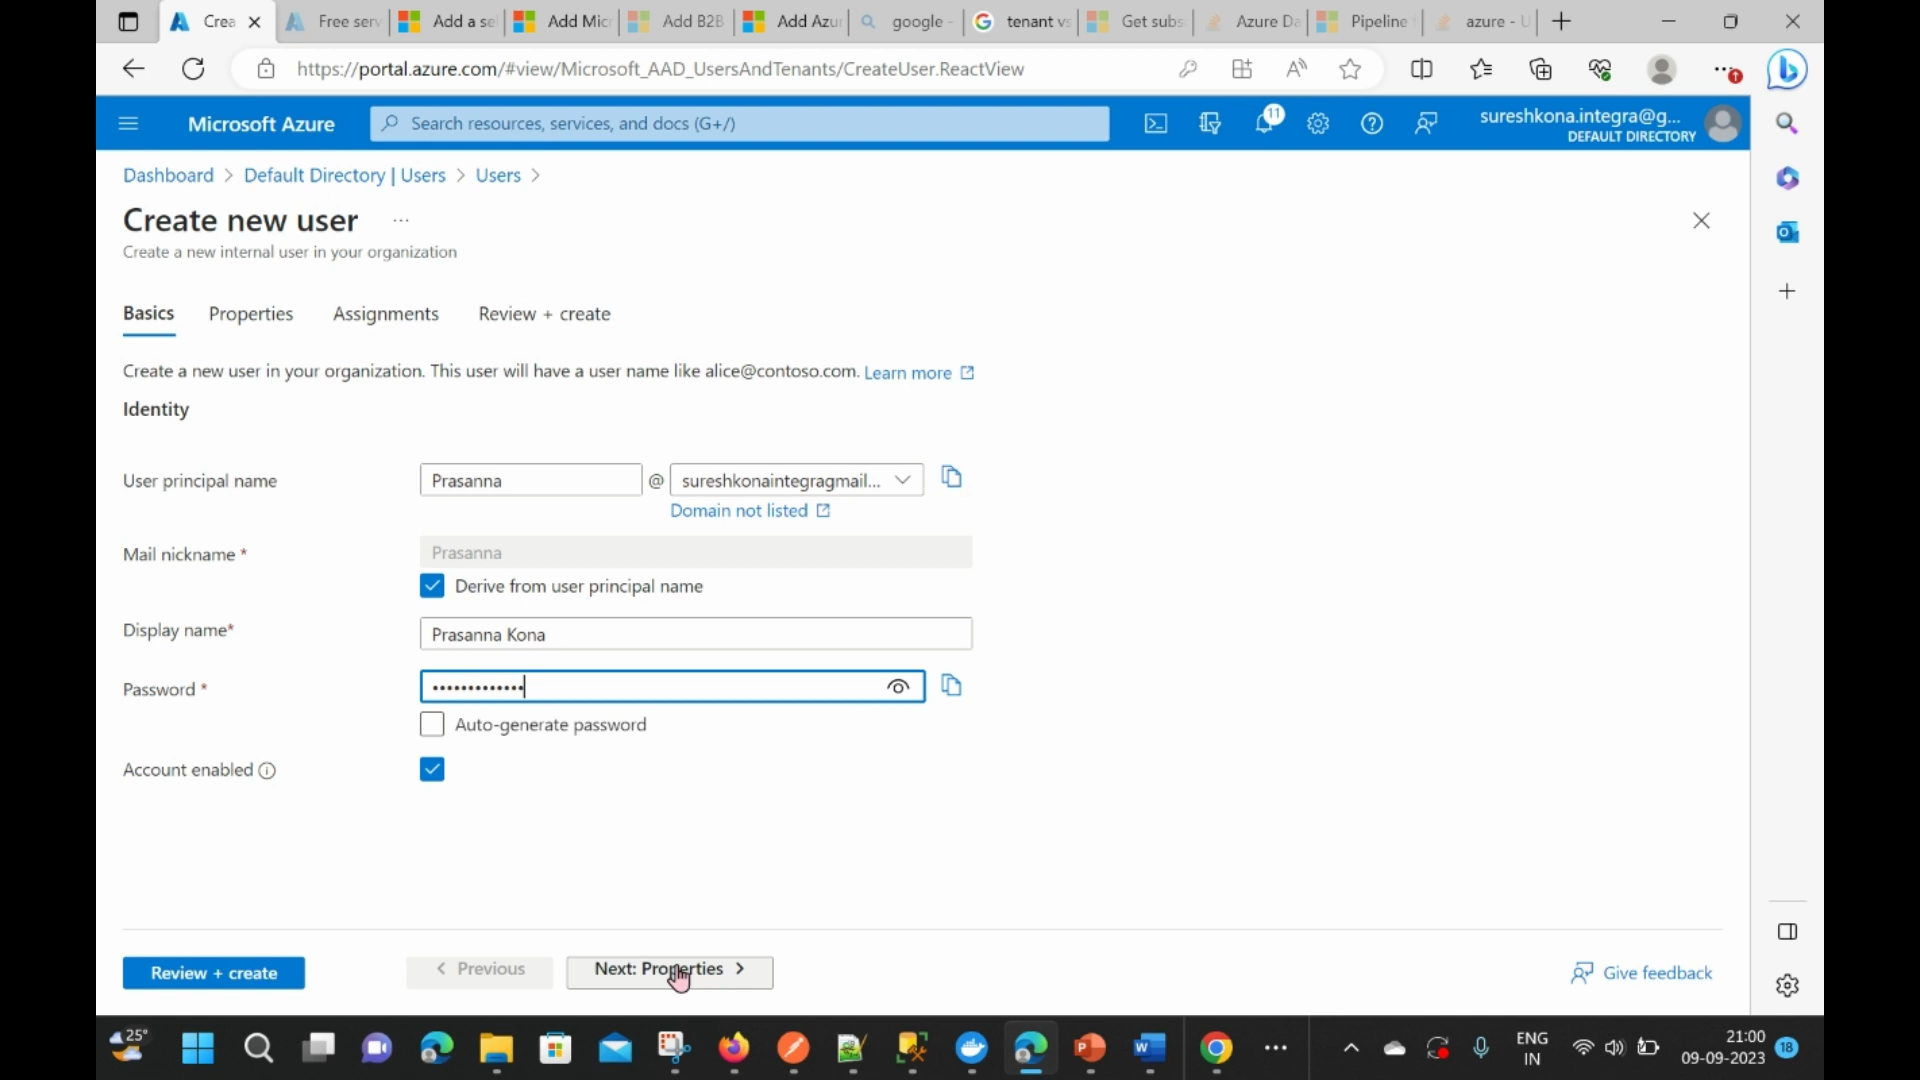 Crea
Free serv
Add a se
Add Micr
Add B2B
Add Azu
google -
tenant vs
Get subs
Azure Da
Pipeline
azure - U
https://portal.azure.com/#view/Microsoft_AAD_UsersAndTenants/CreateUser.ReactView
Microsoft Azure
Search resources, services, and docs (G+/)
11
sureshkona.integra@g...
DEFAULT DIRECTORY
Dashboard > Default Directory | Users > Users >
Create new user ...
Create a new internal user in your organization
Basics Properties Assignments Review + create
Create a new user in your organization. This user will have a user name like alice@contoso.com. Learn more
Identity
User principal name
Prasanna @ sureshkonaintegragmail...
Domain not listed
Mail nickname *
Prasanna
Derive from user principal name
Display name*
Prasanna Kona
Password *
•••••••••••••
Auto-generate password
Account enabled
Review + create
< Previous
Next: Properties >
Give feedback
25°
ENG
IN
21:00
09-09-2023
18